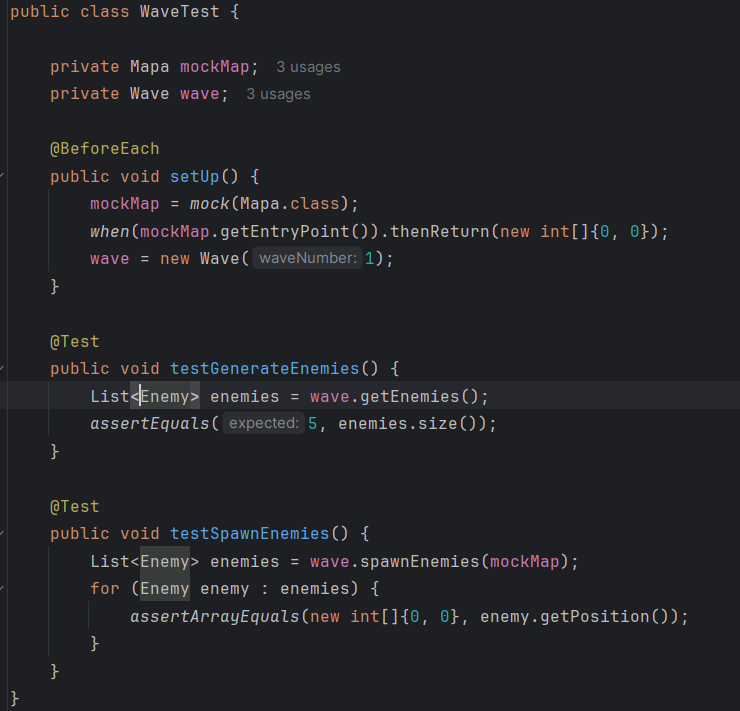 public class WaveTest {
private Mapa mockMap; 3 usages
private Wave wave; 3 usages
@BeforeEach
public void setUp() {
mockMap = mock(Mapa.class);
when(mockMap.getEntryPoint()).thenReturn(new int[]{0, 0});
wave = new Wave( waveNumber: 1);
}
@Test
public void testGenerateEnemies() {
List<Enemy> enemies = wave.getEnemies();
assertEquals( expected: 5, enemies.size());
}
@Test
public void testSpawnEnemies() {
List<Enemy> enemies = wave.spawnEnemies(mockMap);
for (Enemy enemy : enemies) {
assertArrayEquals(new int[]{0, 0}, enemy.getPosition());
}
}
}